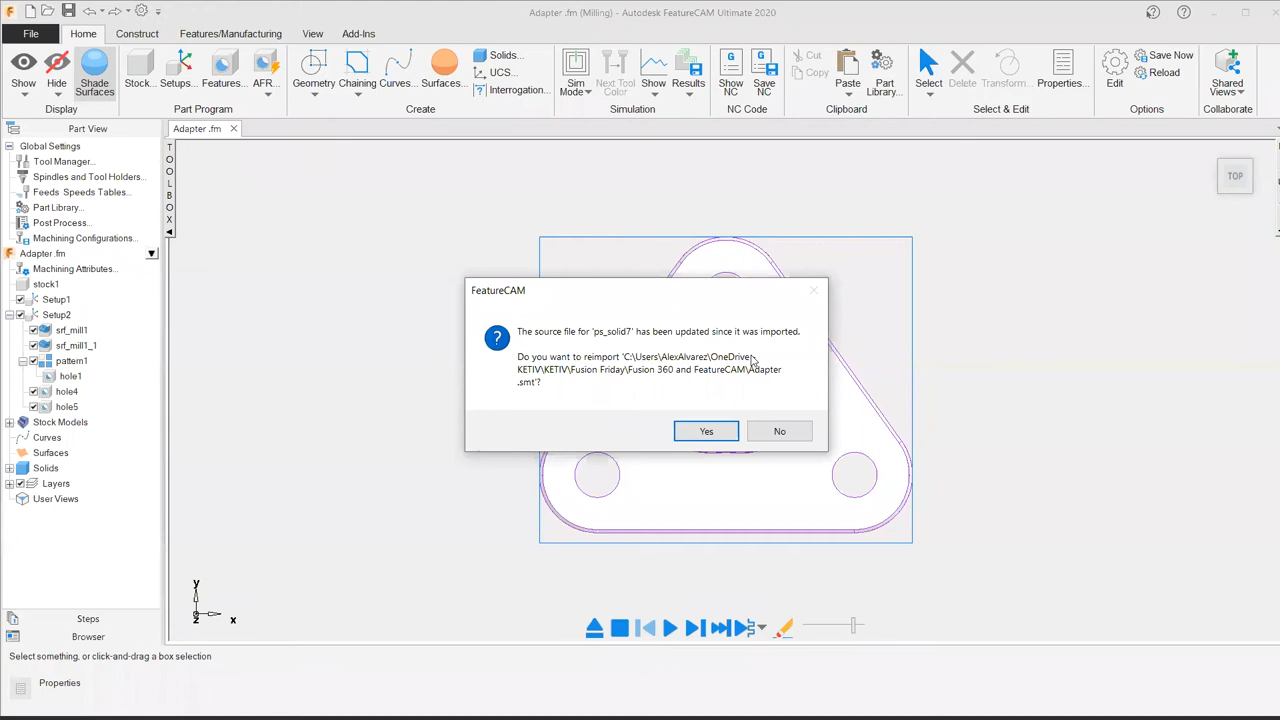 Adapter .fm (Milling) - Autodesk FeatureCAM Ultimate 2020
File
Home
Construct
Features/Manufacturing
View
Add-Ins
Show
Hide
Shade
Surfaces
Stock...
Setups...
Features...
AFR...
Geometry
Chaining
Curves...
Surfaces...
Solids...
UCS...
Interrogation...
Sim
Mode
Next Tool
Color
Show
Results
Show
NC
Save
NC
Cut
Copy
Paste
Part
Library...
Select
Delete
Transform...
Properties...
Edit
Save Now
Reload
Shared
Views
Display
Part Program
Create
Simulation
NC Code
Clipboard
Select & Edit
Options
Collaborate
Part View
Adapter .fm
Global Settings
Tool Manager...
Spindles and Tool Holders...
Feeds Speeds Tables...
Part Library...
Post Process...
Machining Configurations...
Adapter .fm
Machining Attributes...
stock1
Setup1
Setup2
srf_mill1
srf_mill1_1
pattern1
hole1
hole4
hole5
Stock Models
Curves
Surfaces
Solids
Layers
User Views
TOOLBOX
TOP
FeatureCAM
The source file for 'ps_solid7' has been updated since it was imported.
Do you want to reimport 'C:\Users\AlexAlvarez\OneDrive
KETIV\KETIV\Fusion Friday\Fusion 360 and FeatureCAM\Adapter
.smt'?
Yes
No
y
z
x
Steps
Browser
Select something, or click-and-drag a box selection
Properties